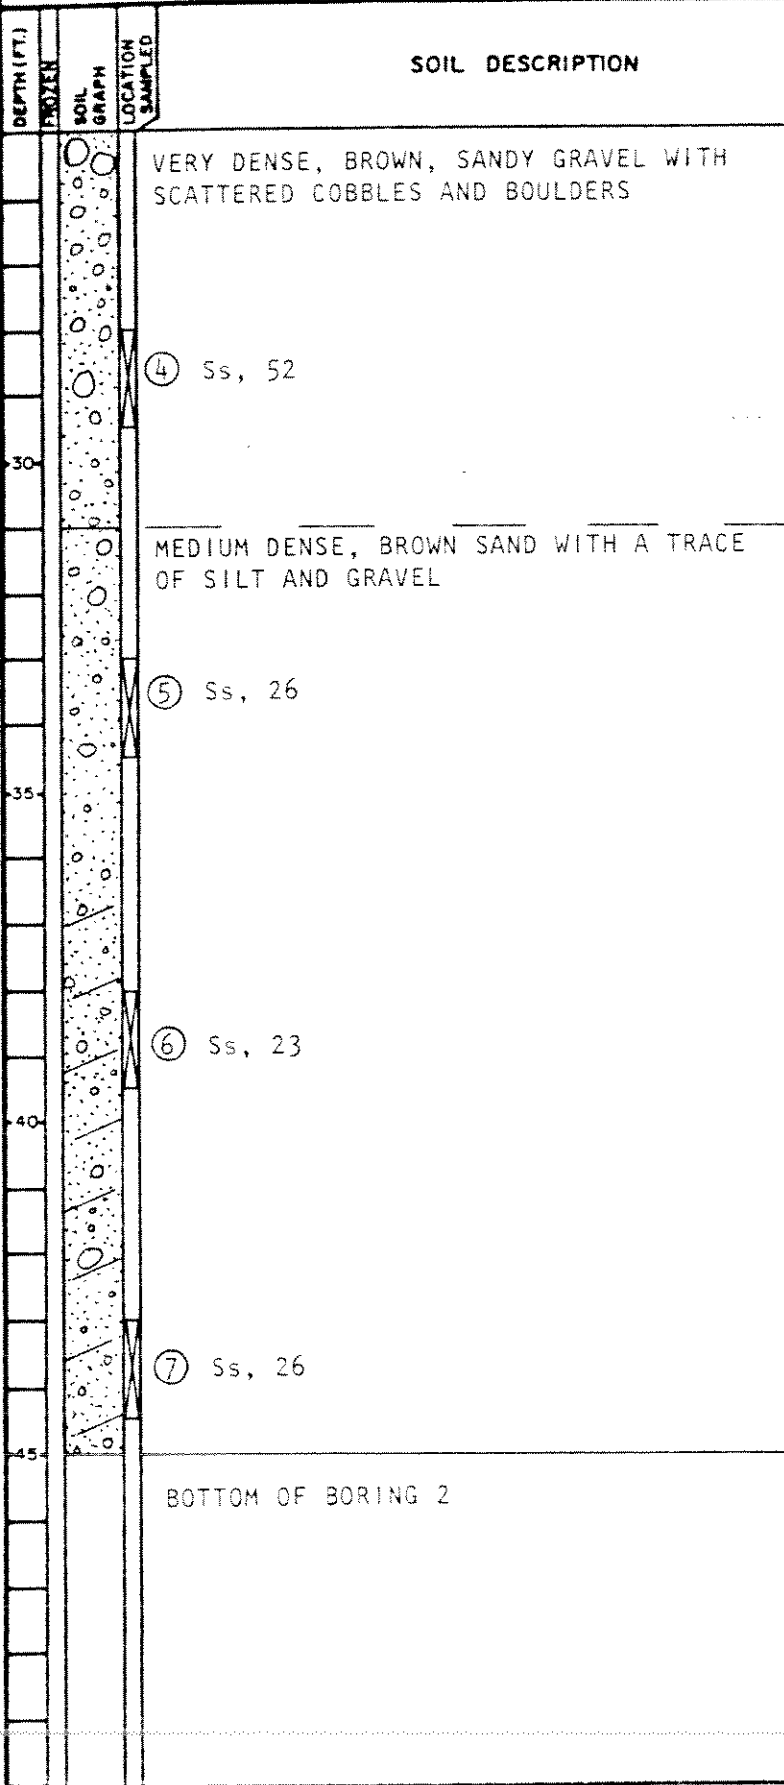 DEPTH (FT.)
FROZEN
SOIL GRAPH
LOCATION SAMPLED
SOIL DESCRIPTION
VERY DENSE, BROWN, SANDY GRAVEL WITH
SCATTERED COBBLES AND BOULDERS
4 Ss, 52
30
MEDIUM DENSE, BROWN SAND WITH A TRACE
OF SILT AND GRAVEL
5 Ss, 26
35
6 Ss, 23
40
7 Ss, 26
45
BOTTOM OF BORING 2